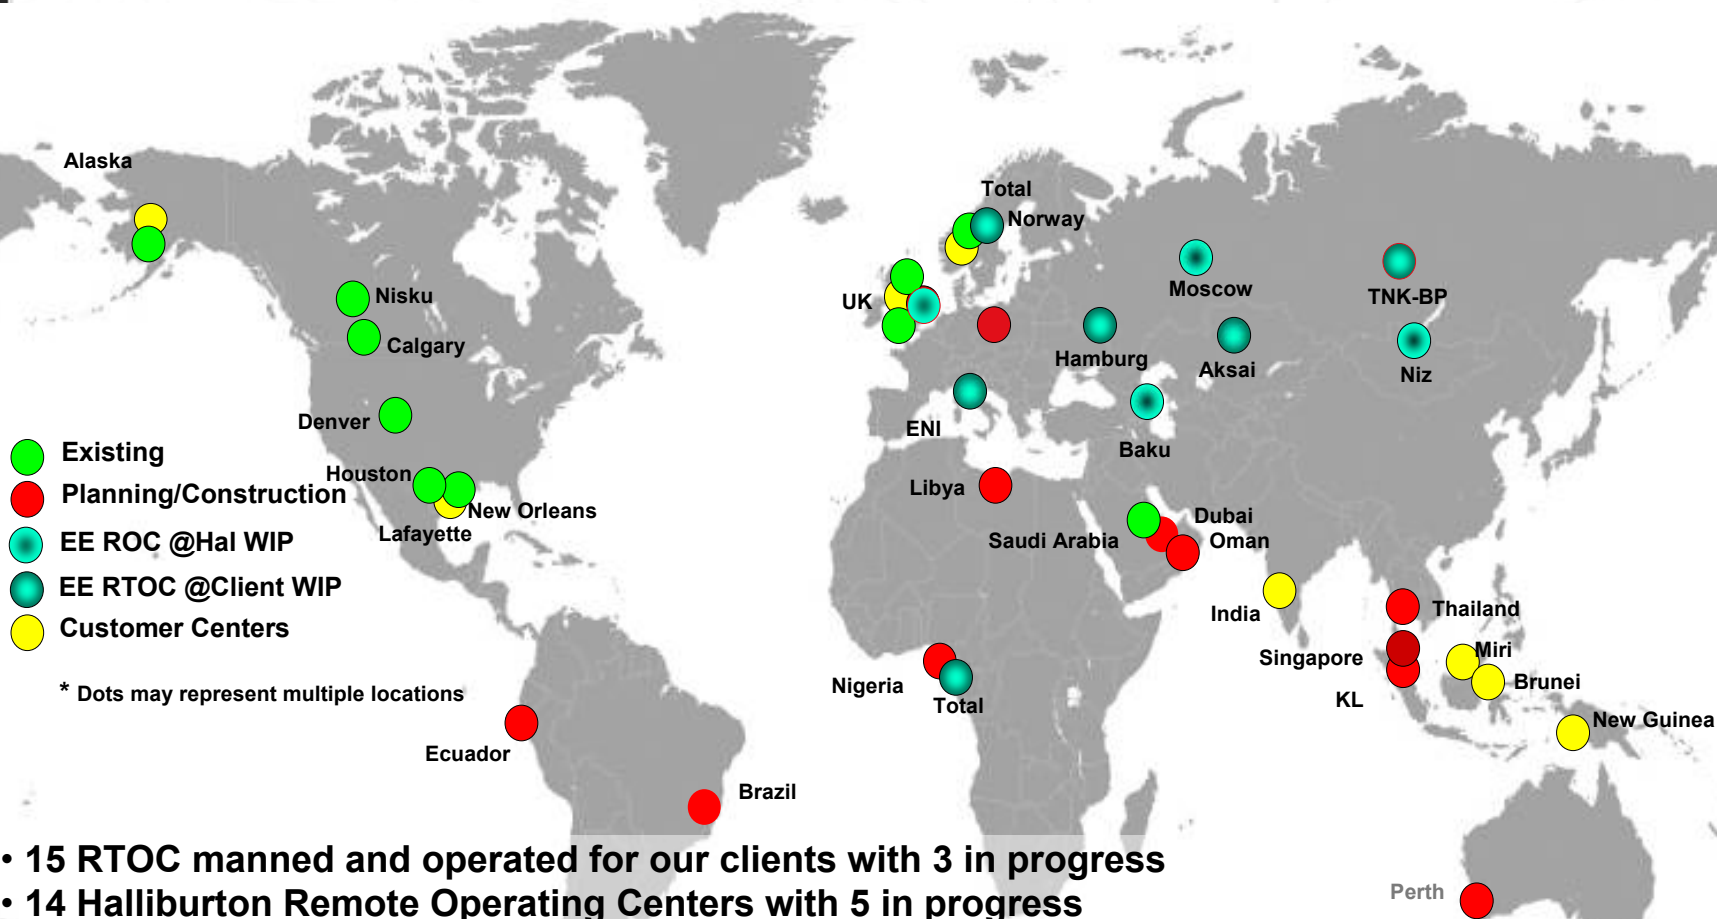 Alaska
Total
Norway
Nisku
UK
Moscow
TNK-BP
Calgary
Hamburg
Aksai
Niz
Denver
ENI
Baku
Existing
Houston
Planning/Construction
Libya
New Orleans
Lafayette
Dubai
Saudi Arabia
Oman
EE ROC @Hal WIP
EE RTOC @Client WIP
India
Thailand
Customer Centers
Singapore
Miri
Nigeria
Brunei
* Dots may represent multiple locations
Total
KL
New Guinea
Ecuador
Brazil
• 15 RTOC manned and operated for our clients with 3 in progress
Perth
• 14 Halliburton Remote Operating Centers with 5 in progress